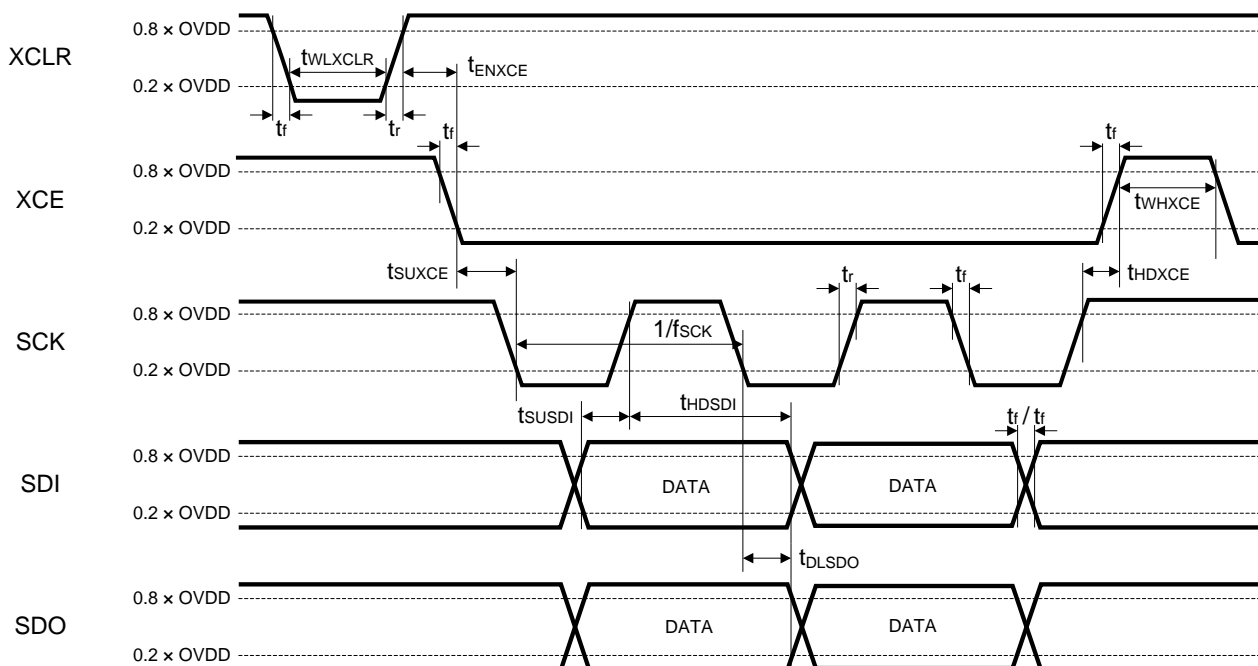 XCLR
0.8 × OVDD
0.2 × OVDD
tWLXCLR
tENXCE
tf
tr
tf
tf
XCE
0.8 × OVDD
0.2 × OVDD
tWHXCE
tSUXCE
tr
tf
tHDXCE
SCK
0.8 × OVDD
0.2 × OVDD
1/fSCK
tSUSDI
tHDSDI
tf / tf
SDI
0.8 × OVDD
0.2 × OVDD
DATA
DATA
tDLSDO
SDO
0.8 × OVDD
0.2 × OVDD
DATA
DATA